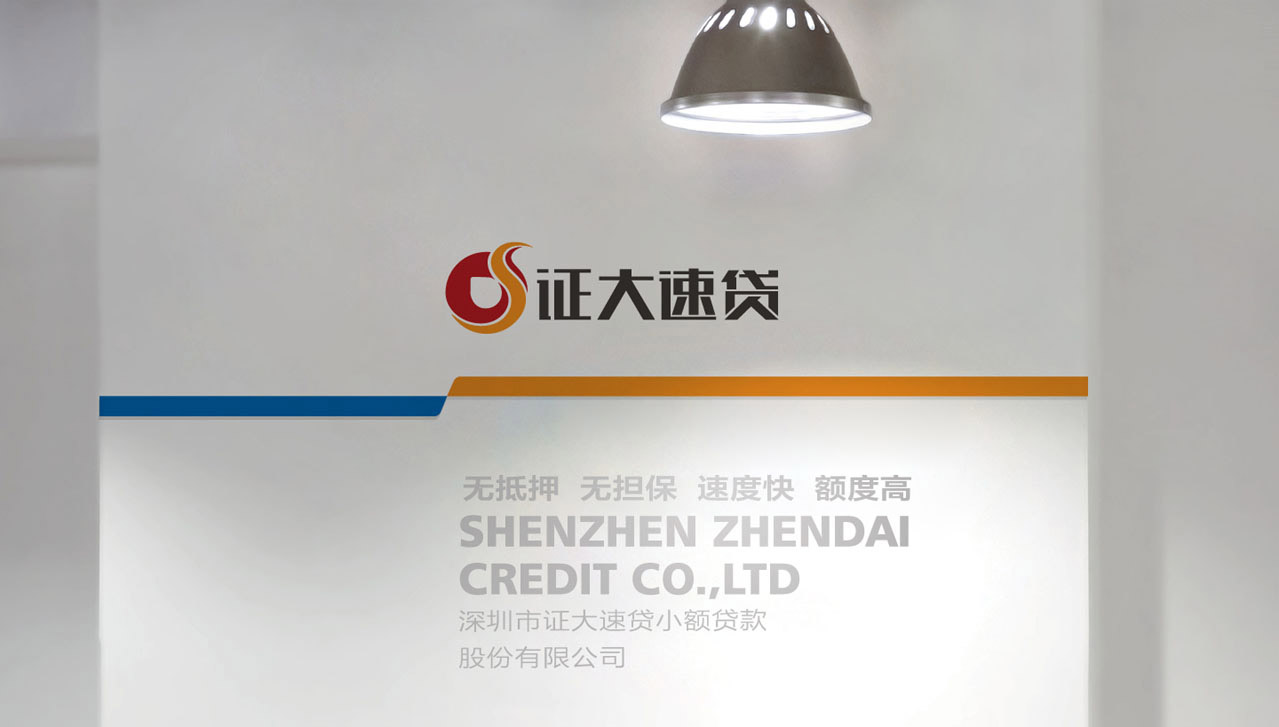 证大速贷
无抵押 无担保 速度快 额度高
SHENZHEN ZHENDAI
CREDIT CO.,LTD
深圳市证大速贷小额贷款
股份有限公司